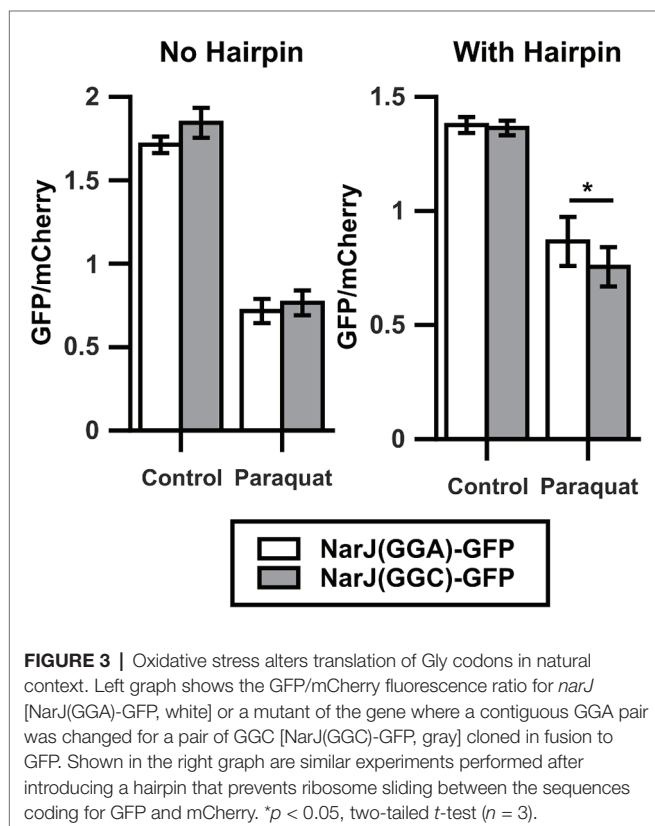 No Hairpin
With Hairpin
GFP/mCherry
2
1.5
1
0.5
0
Control Paraquat
GFP/mCherry
1.5
1
0.5
0
*
Control Paraquat
NarJ(GGA)-GFP
NarJ(GGC)-GFP
FIGURE 3 | Oxidative stress alters translation of Gly codons in natural
context. Left graph shows the GFP/mCherry fluorescence ratio for narJ
[NarJ(GGA)-GFP, white] or a mutant of the gene where a contiguous GGA pair
was changed for a pair of GGC [NarJ(GGC)-GFP, gray] cloned in fusion to
GFP. Shown in the right graph are similar experiments performed after
introducing a hairpin that prevents ribosome sliding between the sequences
coding for GFP and mCherry. *p < 0.05, two-tailed t-test (n = 3).